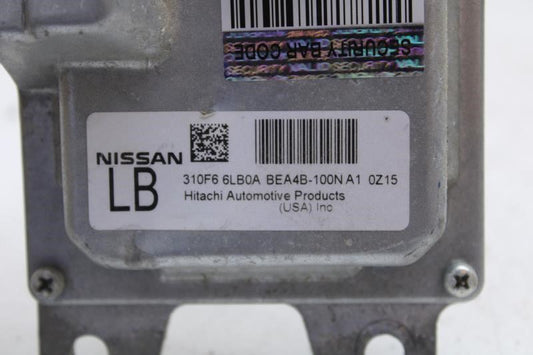 SECURITY BAR CODE
NISSAN
LB
310F6 6LB0A BEA4B-100N A1 0Z15
Hitachi Automotive Products
(USA) Inc